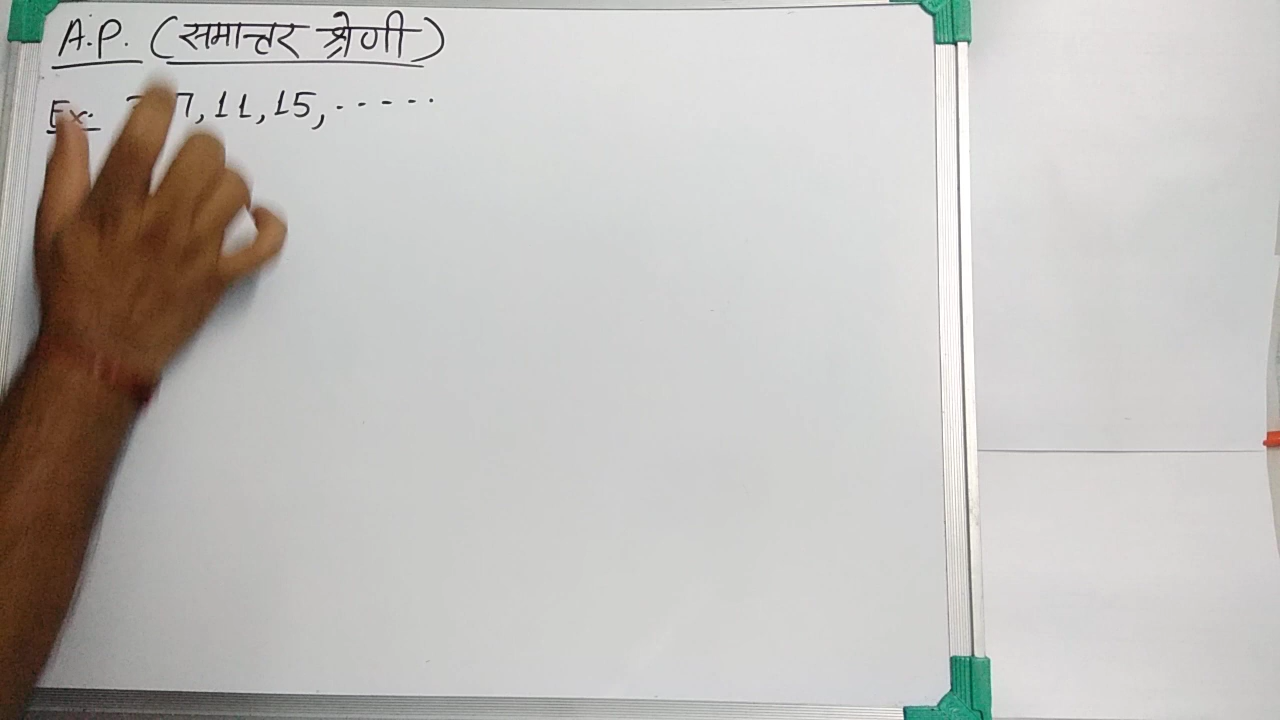 A.P. (समान्तर श्रेणी)
Ex. 7, 11, 15, -----